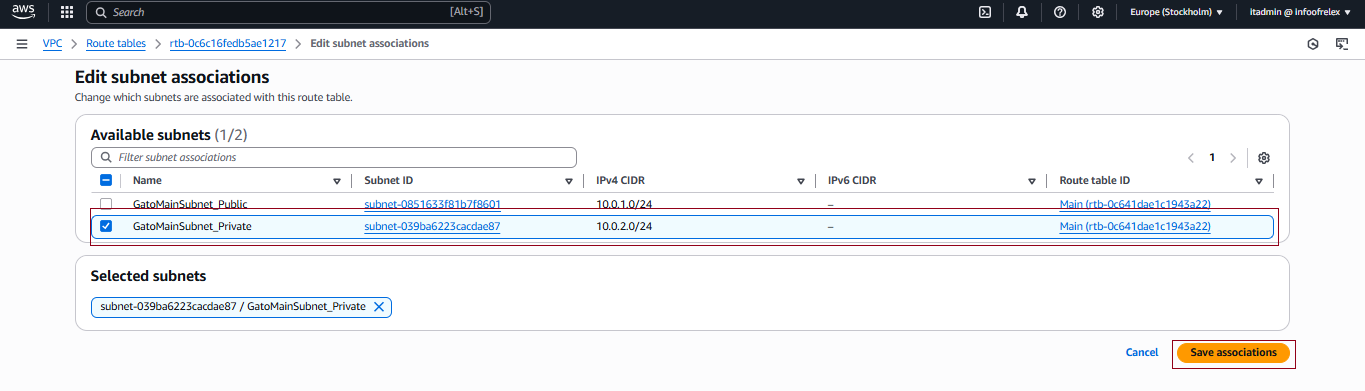 aws Search [Alt+S] Europe (Stockholm) itadmin @ infoofrelex
VPC Route tables rtb-0c6c16fedb5ae1217 Edit subnet associations
Edit subnet associations
Change which subnets are associated with this route table.
Available subnets (1/2)
Filter subnet associations 1
Name Subnet ID IPv4 CIDR IPv6 CIDR Route table ID
GatoMainSubnet_Public subnet-0851633f81b7f8601 10.0.1.0/24 – Main (rtb-0c641dae1c1943a22)
GatoMainSubnet_Private subnet-039ba6223cacdae87 10.0.2.0/24 – Main (rtb-0c641dae1c1943a22)
Selected subnets
subnet-039ba6223cacdae87 / GatoMainSubnet_Private
Cancel Save associations